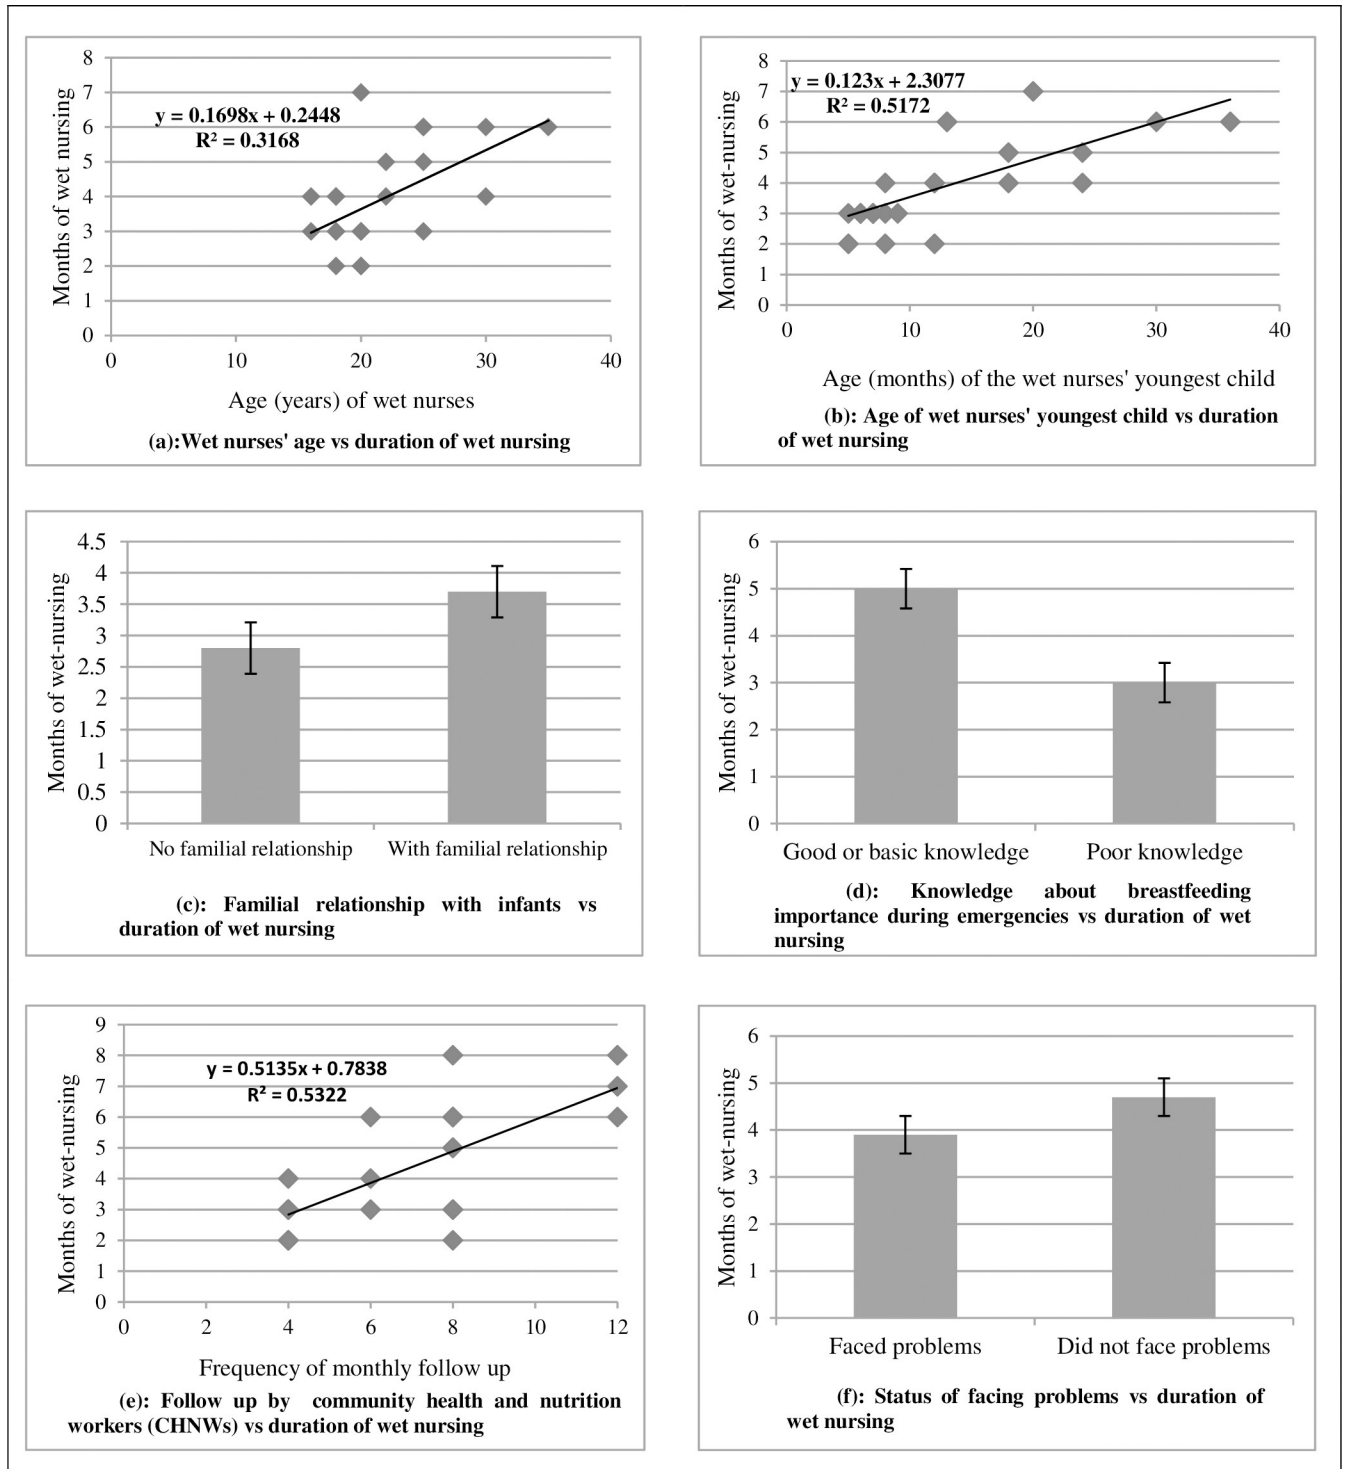 8
7
6
5
4
3
2
1
0
Months of wet nursing
y = 0.1698x + 0.2448
R² = 0.3168
0 10 20 30 40
Age (years) of wet nurses
(a):Wet nurses' age vs duration of wet nursing
8
7
6
5
4
3
2
1
0
Months of wet-nursing
y = 0.123x + 2.3077
R² = 0.5172
0 10 20 30 40
Age (months) of the wet nurses' youngest child
(b): Age of wet nurses' youngest child vs duration
of wet nursing
4.5
4
3.5
3
2.5
2
1.5
1
0.5
0
Months of wet-nursing
No familial relationship With familial relationship
(c): Familial relationship with infants vs
duration of wet nursing
6
5
4
3
2
1
0
Months of wet-nursing
Good or basic knowledge Poor knowledge
(d): Knowledge about breastfeeding
importance during emergencies vs duration of wet
nursing
9
8
7
6
5
4
3
2
1
0
Months of wet-nursing
y = 0.5135x + 0.7838
R² = 0.5322
0 2 4 6 8 10 12
Frequency of monthly follow up
(e): Follow up by community health and nutrition
workers (CHNWs) vs duration of wet nursing
6
5
4
3
2
1
0
Months of wet-nursing
Faced problems Did not face problems
(f): Status of facing problems vs duration of
wet nursing